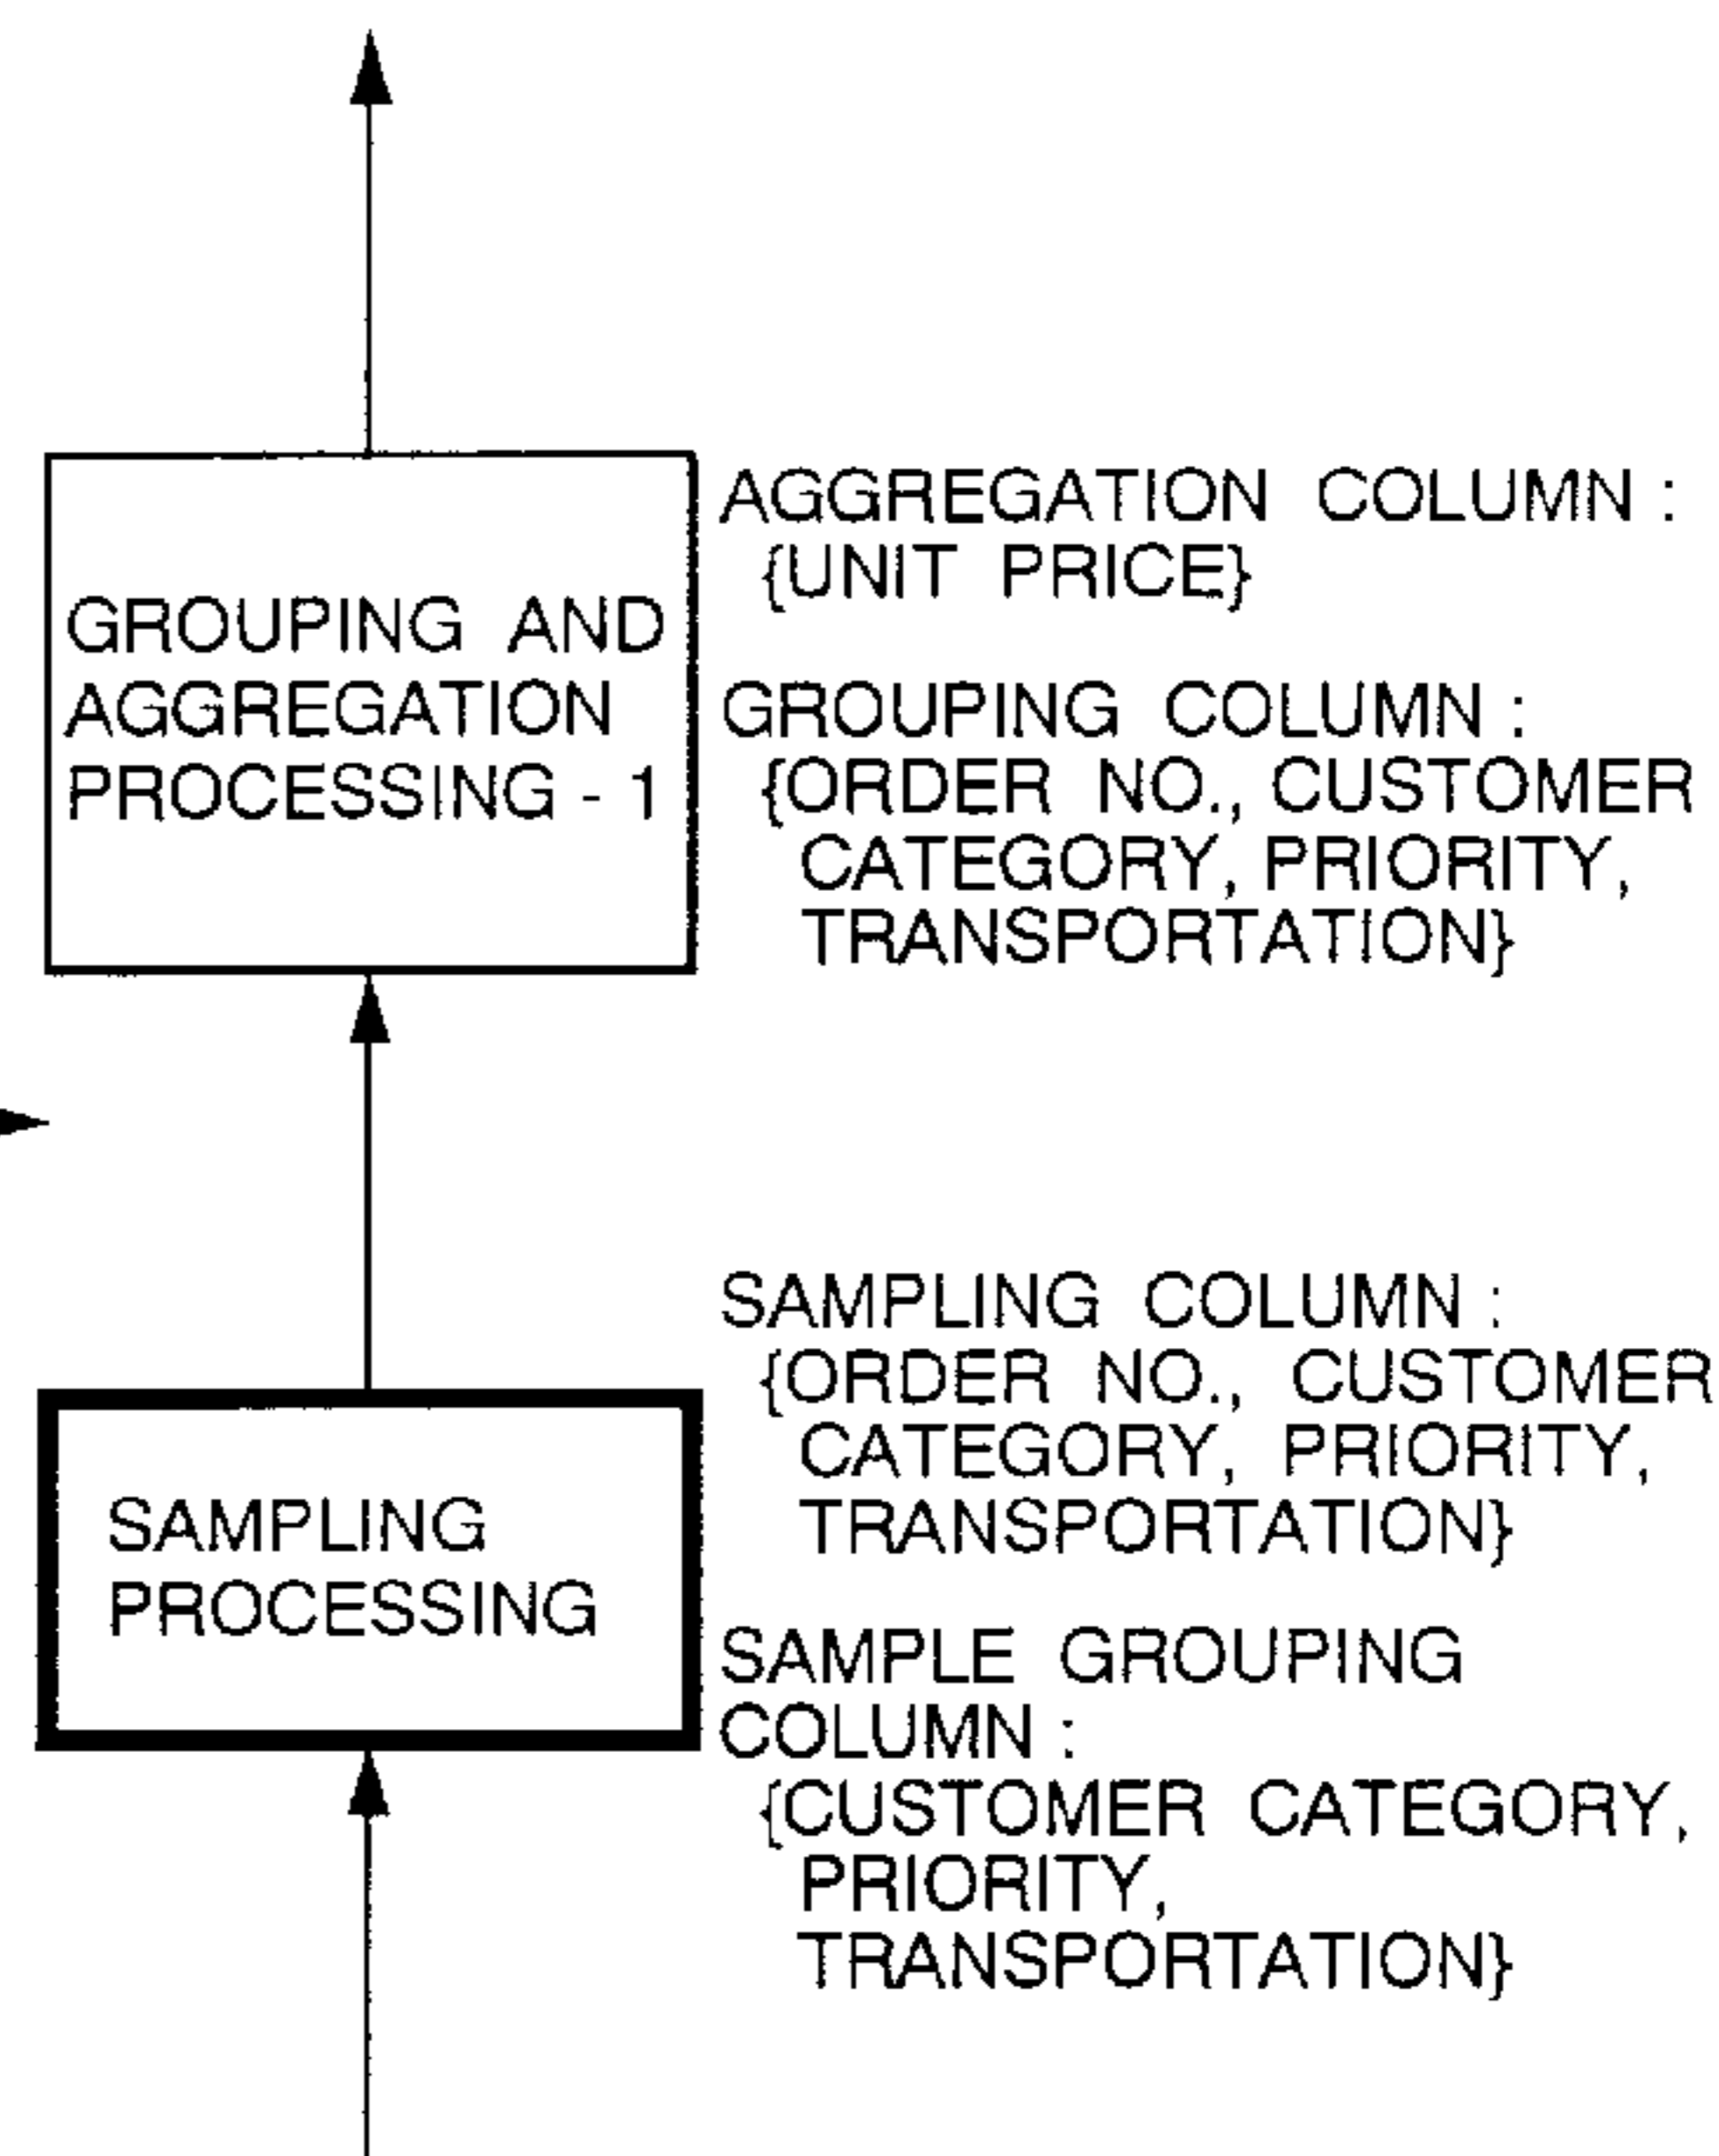 AGGREGATION COLUMN :
{UNIT PRICE}
GROUPING AND
AGGREGATION
PROCESSING - 1
GROUPING COLUMN :
{ORDER NO., CUSTOMER
CATEGORY, PRIORITY,
TRANSPORTATION}
SAMPLING COLUMN :
{ORDER NO., CUSTOMER
CATEGORY, PRIORITY,
TRANSPORTATION}
SAMPLING
PROCESSING
SAMPLE GROUPING
COLUMN :
{CUSTOMER CATEGORY,
PRIORITY,
TRANSPORTATION}